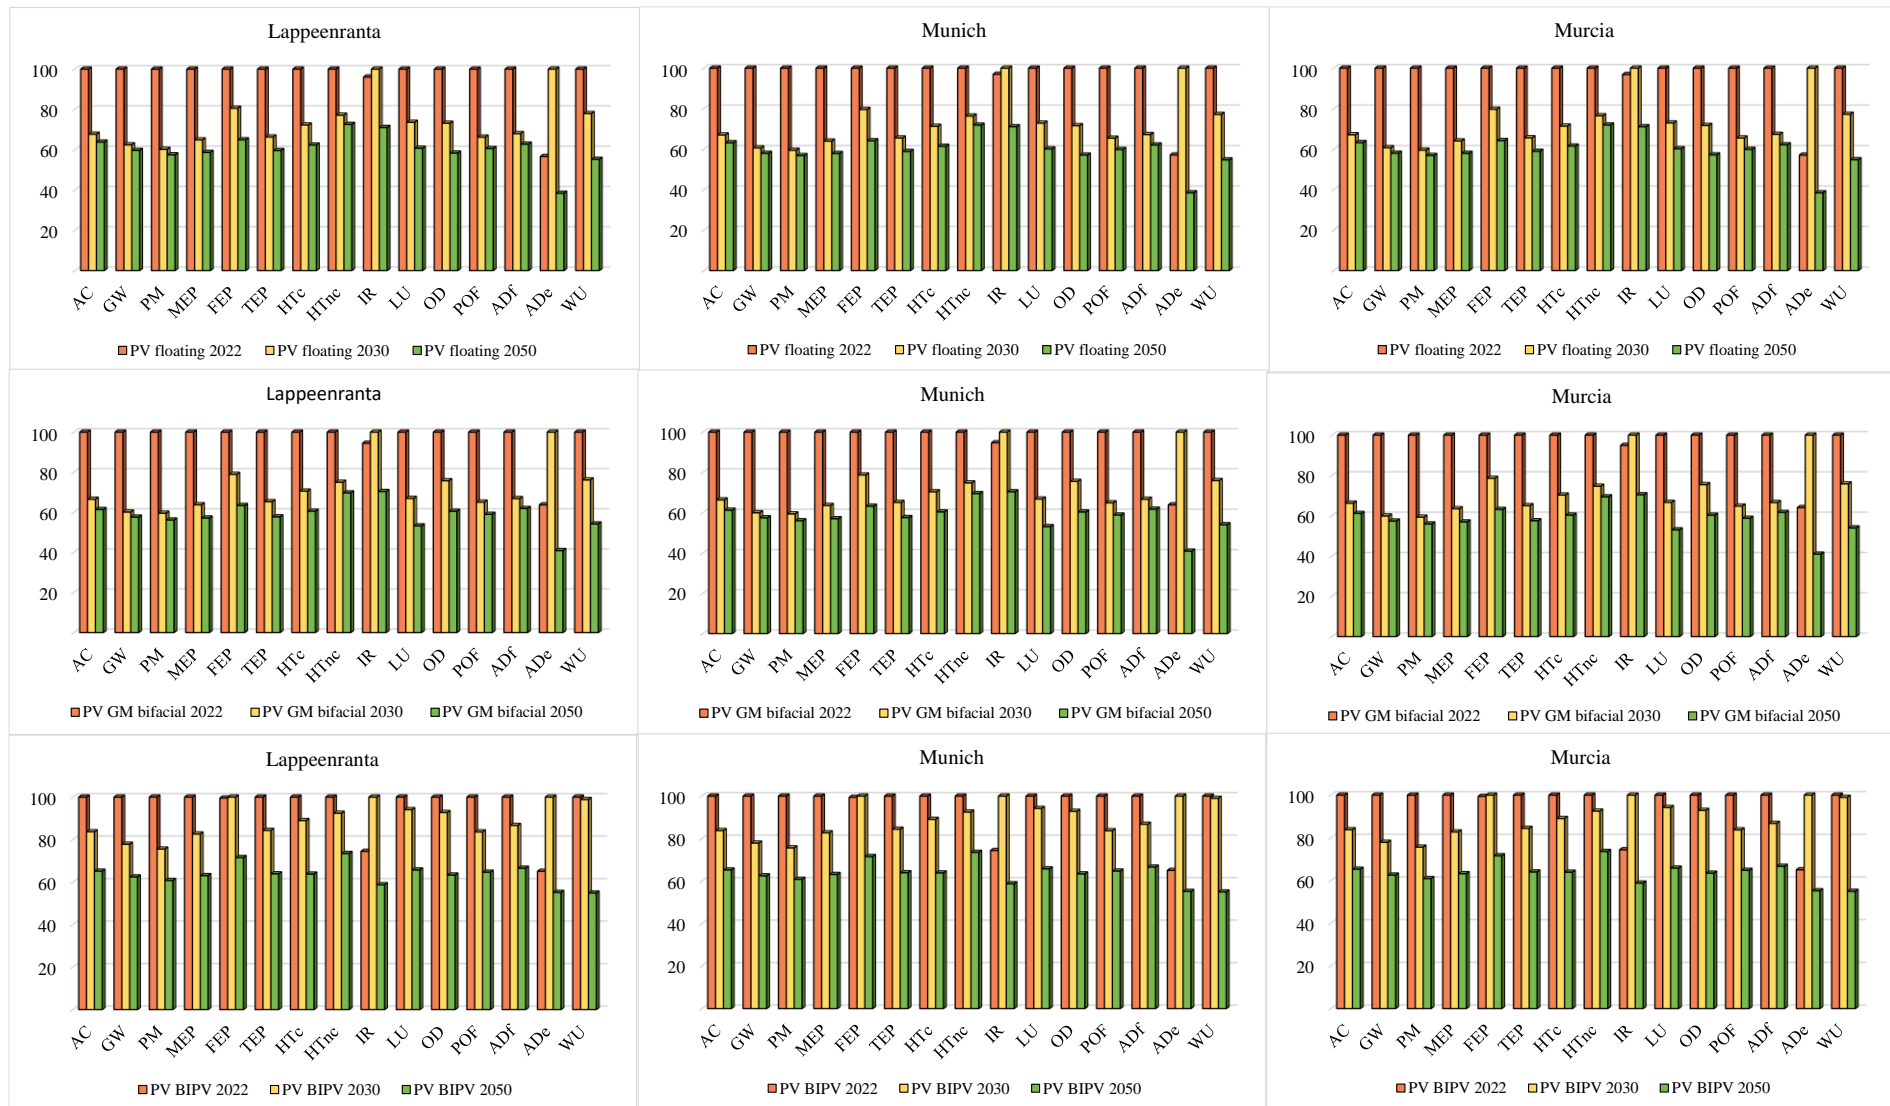 Lappeenranta
100
80
60
40
20
AC GW PM MEP FEP TEP HTc HTnc IR LU OD POF ADf ADe WU
PV floating 2022 PV floating 2030 PV floating 2050
Munich
100
80
60
40
20
AC GW PM MEP FEP TEP HTc HTnc IR LU OD POF ADf ADe WU
PV floating 2022 PV floating 2030 PV floating 2050
Murcia
100
80
60
40
20
AC GW PM MEP FEP TEP HTc HTnc IR LU OD POF ADf ADe WU
PV floating 2022 PV floating 2030 PV floating 2050
Lappeenranta
100
80
60
40
20
AC GW PM MEP FEP TEP HTc HTnc IR LU OD POF ADf ADe WU
PV GM bifacial 2022 PV GM bifacial 2030 PV GM bifacial 2050
Munich
100
80
60
40
20
AC GW PM MEP FEP TEP HTc HTnc IR LU OD POF ADf ADe WU
PV GM bifacial 2022 PV GM bifacial 2030 PV GM bifacial 2050
Murcia
100
80
60
40
20
AC GW PM MEP FEP TEP HTc HTnc IR LU OD POF ADf ADe WU
PV GM bifacial 2022 PV GM bifacial 2030 PV GM bifacial 2050
Lappeenranta
100
80
60
40
20
AC GW PM MEP FEP TEP HTc HTnc IR LU OD POF ADf ADe WU
PV BIPV 2022 PV BIPV 2030 PV BIPV 2050
Munich
100
80
60
40
20
AC GW PM MEP FEP TEP HTc HTnc IR LU OD POF ADf ADe WU
PV BIPV 2022 PV BIPV 2030 PV BIPV 2050
Murcia
100
80
60
40
20
AC GW PM MEP FEP TEP HTc HTnc IR LU OD POF ADf ADe WU
PV BIPV 2022 PV BIPV 2030 PV BIPV 2050